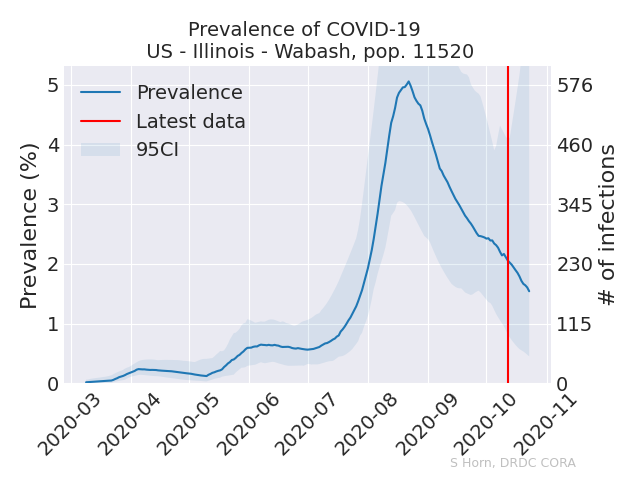 Prevalence of COVID-19
US - Illinois - Wabash, pop. 11520
Prevalence
Latest data
95CI
Prevalence (%)
5
4
3
2
1
0
576
460
345
230
115
0
# of infections
2020-03
2020-04
2020-05
2020-06
2020-07
2020-08
2020-09
2020-10
2020-11
S Horn, DRDC CORA